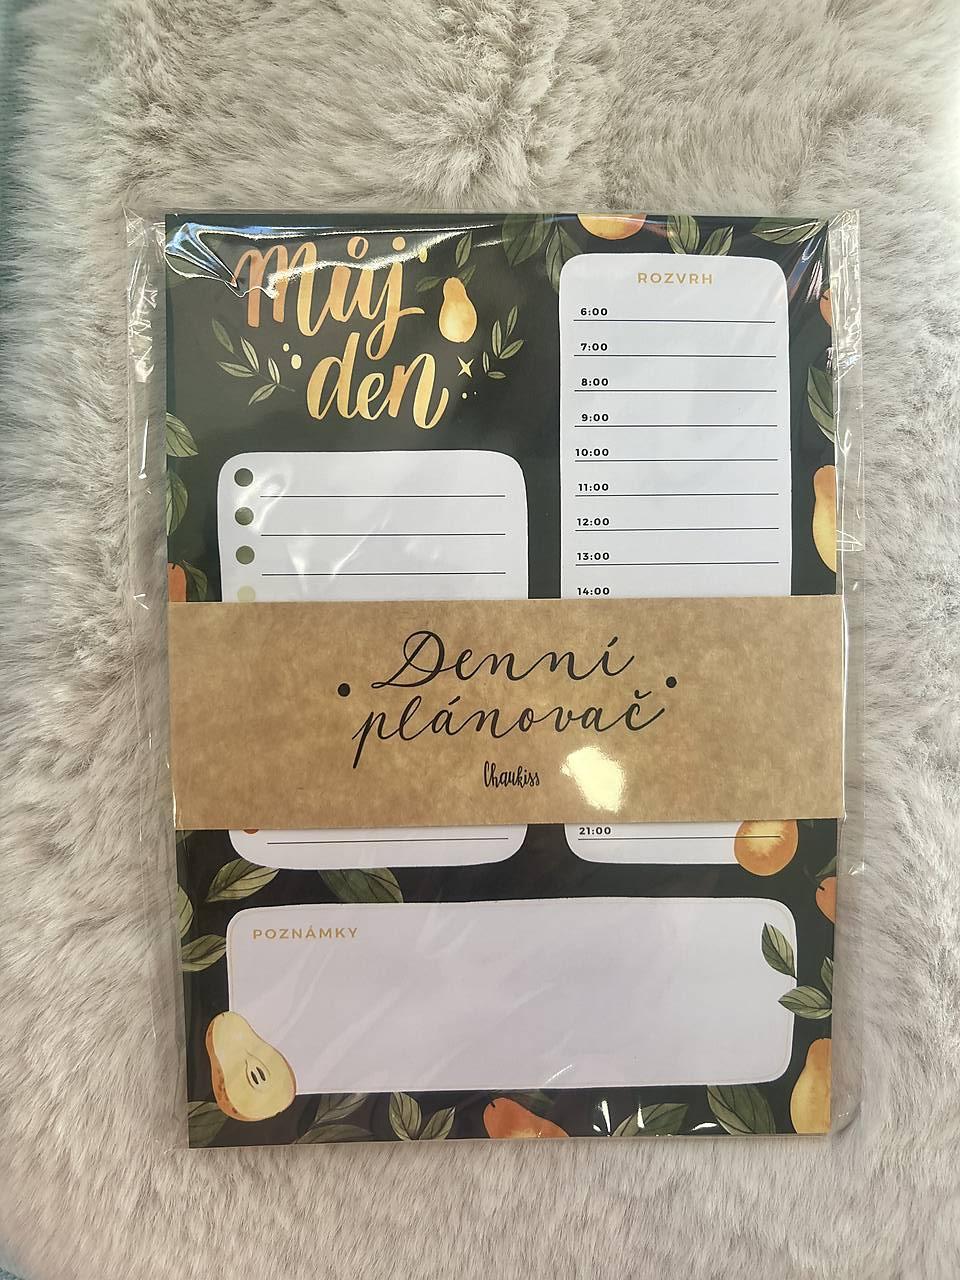 Můj
den
ROZVRH
6:00
7:00
8:00
9:00
10:00
11:00
12:00
13:00
14:00
Denní
plánovač
Chaukiss
21:00
POZNÁMKY